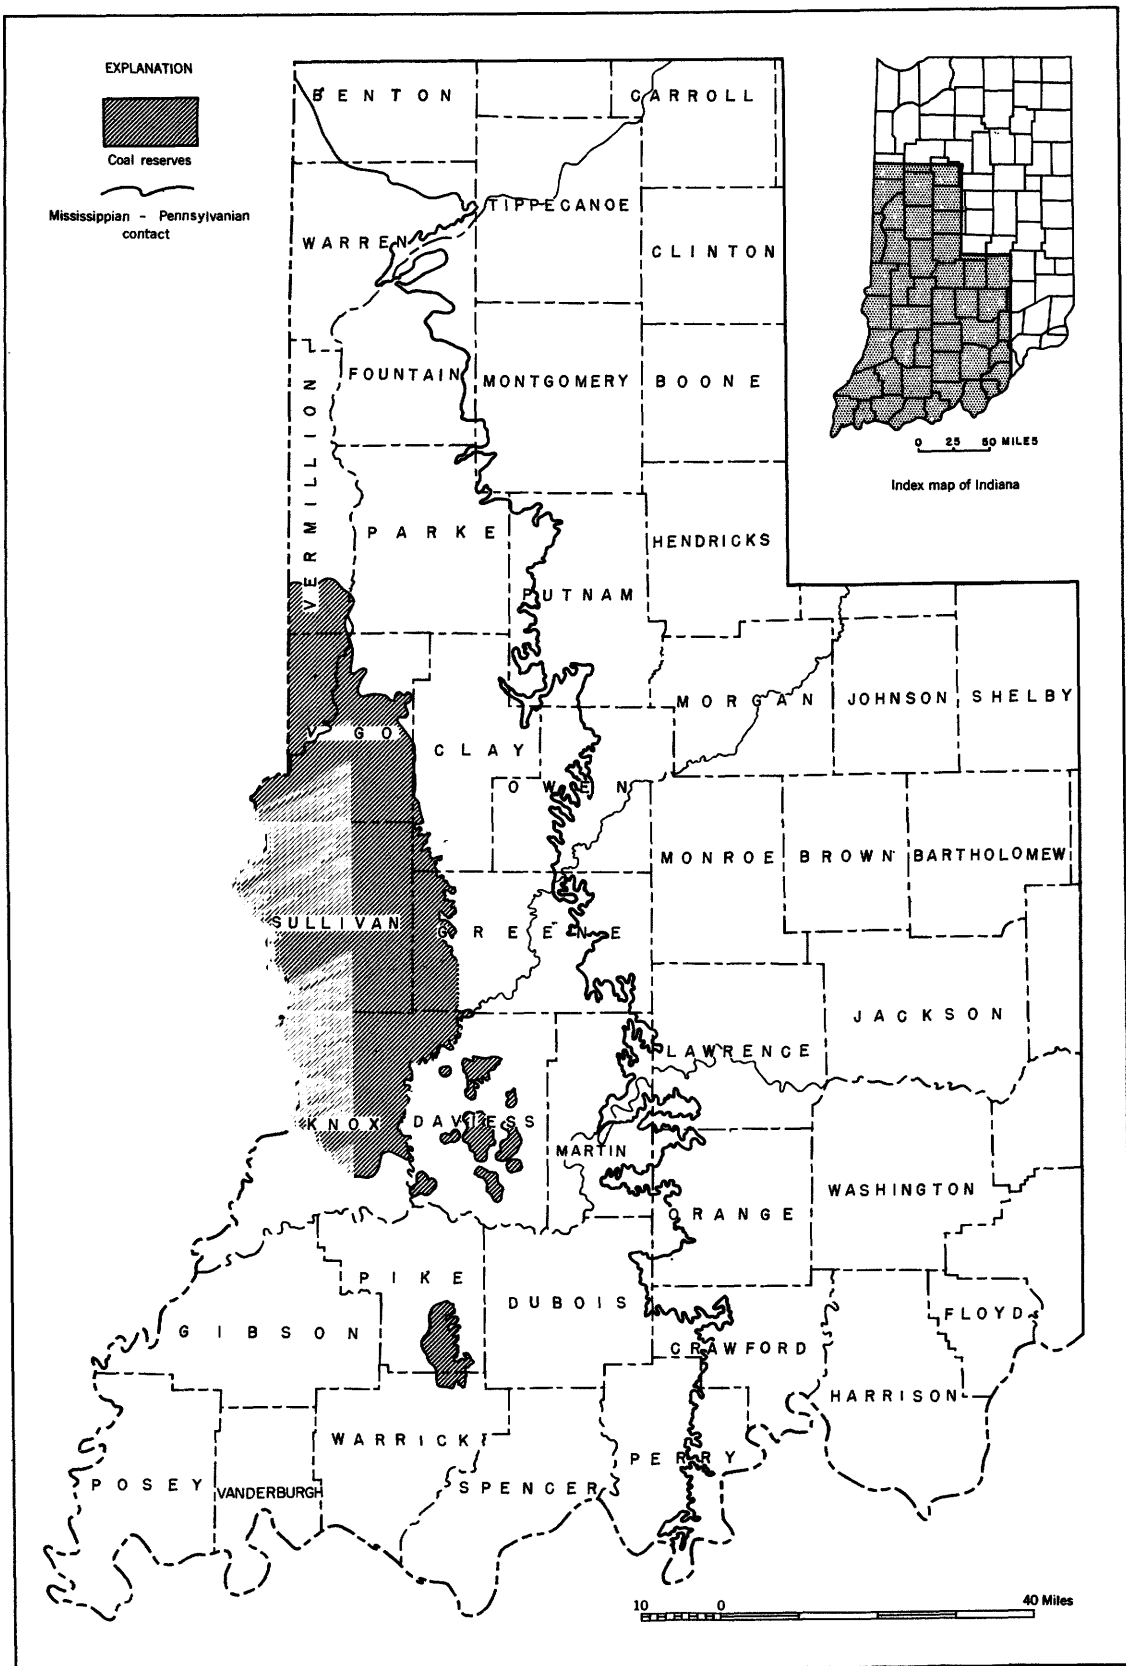 EXPLANATION
Coal reserves
Mississippian - Pennsylvanian
contact
BENTON
CARROLL
TIPPECANOE
WARREN
CLINTON
FOUNTAIN
MONTGOMERY
BOONE
VERMILLION
PARKE
HENDRICKS
PUTNAM
0 25 50 MILES
Index map of Indiana
MORGAN
JOHNSON
SHELBY
VIGO
CLAY
OWEN
MONROE
BROWN
BARTHOLOMEW
SULLIVAN
GREENE
JACKSON
LAWRENCE
KNOX
DAVIESS
MARTIN
WASHINGTON
ORANGE
PIKE
DUBOIS
GIBSON
FLOYD
CRAWFORD
HARRISON
WARRICK
PERRY
POSEY
VANDERBURGH
SPENCER
10 0 40 Miles